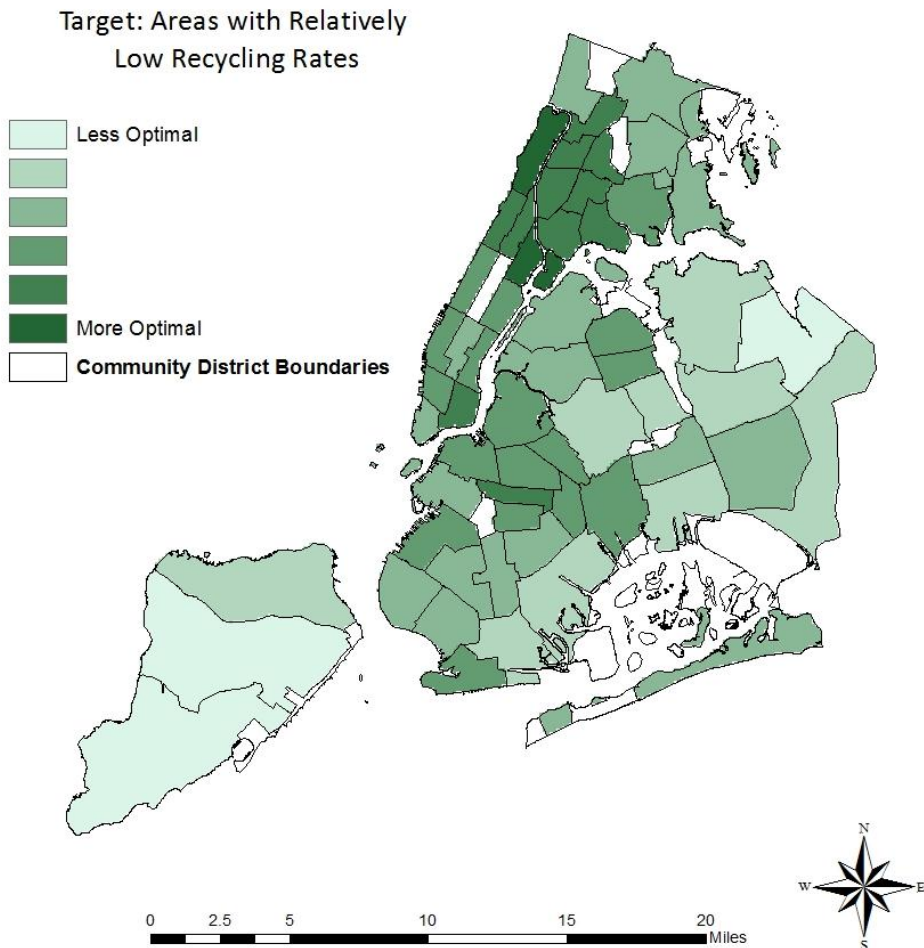 Target: Areas with Relatively
Low Recycling Rates
Less Optimal
More Optimal
Community District Boundaries
N
W E
S
0 2.5 5 10 15 20
Miles